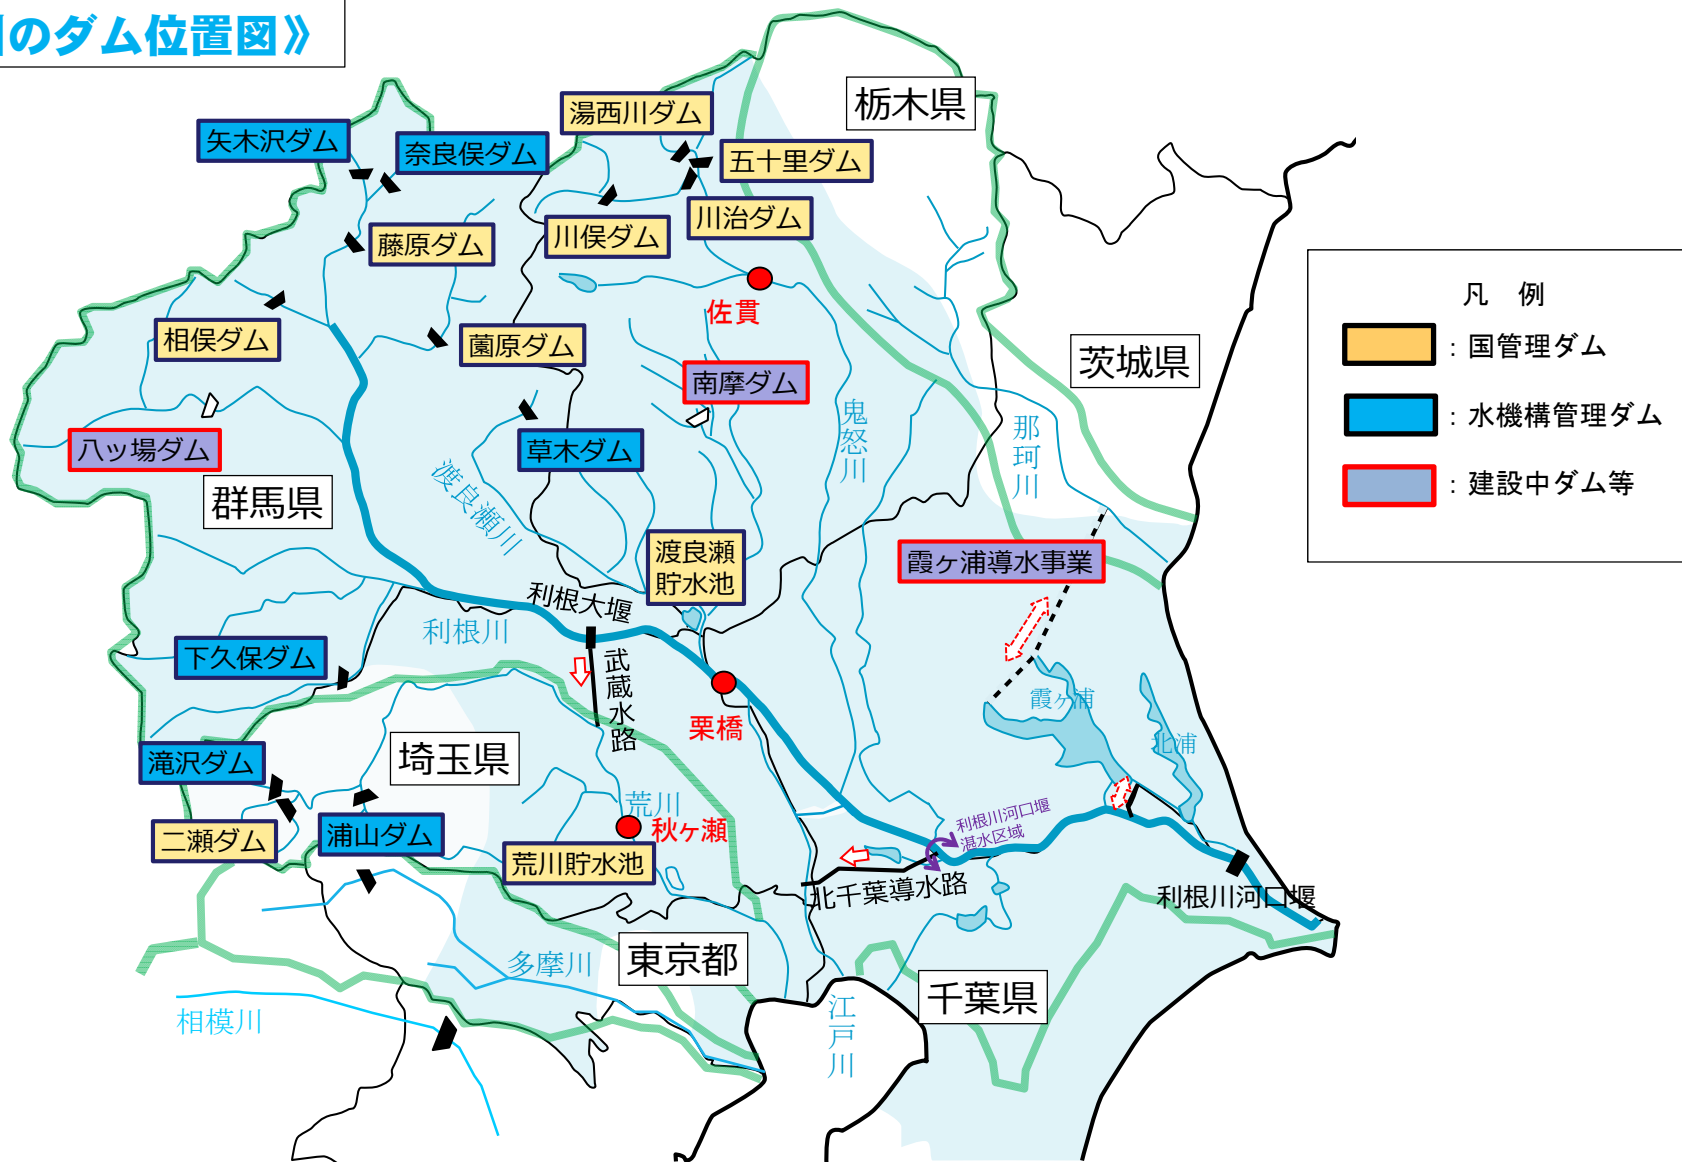 のダム位置図》
栃木県
湯西川ダム
矢木沢ダム
奈良俣ダム
五十里ダム
川治ダム
藤原ダム
川俣ダム
佐貫
相俣ダム
薗原ダム
茨城県
南摩ダム
鬼怒川
那珂川
八ッ場ダム
草木ダム
渡良瀬川
群馬県
渡良瀬
貯水池
霞ヶ浦導水事業
利根大堰
利根川
下久保ダム
武蔵水路
霞ヶ浦
栗橋
北浦
埼玉県
滝沢ダム
荒川
秋ヶ瀬
利根川河口堰
湛水区域
二瀬ダム
浦山ダム
荒川貯水池
北千葉導水路
利根川河口堰
東京都
多摩川
千葉県
相模川
江戸川
凡 例
：国管理ダム
：水機構管理ダム
：建設中ダム等